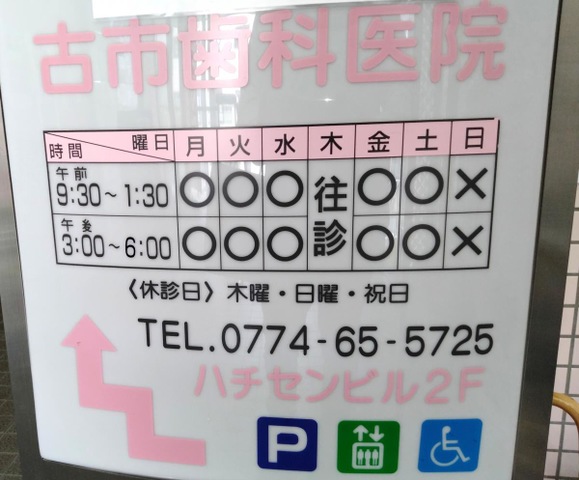 古市歯科医院
時間 曜日 月 火 水 木 金 土 日
午前 9:30～1:30 ○ ○ ○ 往診 ○ ○ ×
午後 3:00～6:00 ○ ○ ○ ○ ○ ×
〈休診日〉木曜・日曜・祝日
TEL.0774-65-5725
ハチセンビル2F
P